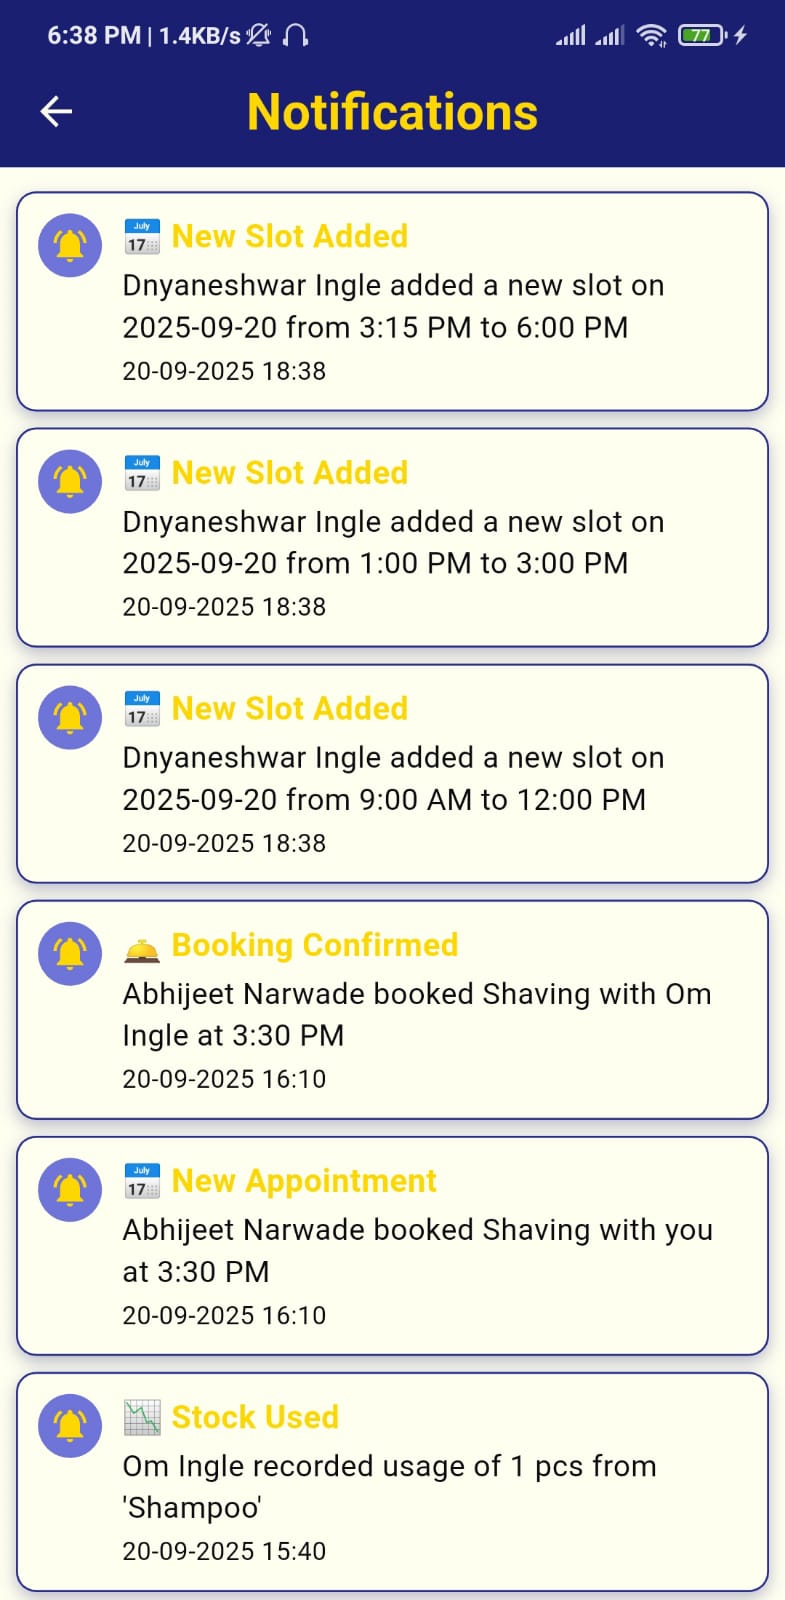 6:38 PM | 1.4KB/s
77
Notifications
July
17
New Slot Added
Dnyaneshwar Ingle added a new slot on
2025-09-20 from 3:15 PM to 6:00 PM
20-09-2025 18:38
July
17
New Slot Added
Dnyaneshwar Ingle added a new slot on
2025-09-20 from 1:00 PM to 3:00 PM
20-09-2025 18:38
July
17
New Slot Added
Dnyaneshwar Ingle added a new slot on
2025-09-20 from 9:00 AM to 12:00 PM
20-09-2025 18:38
Booking Confirmed
Abhijeet Narwade booked Shaving with Om
Ingle at 3:30 PM
20-09-2025 16:10
July
17
New Appointment
Abhijeet Narwade booked Shaving with you
at 3:30 PM
20-09-2025 16:10
Stock Used
Om Ingle recorded usage of 1 pcs from
'Shampoo'
20-09-2025 15:40